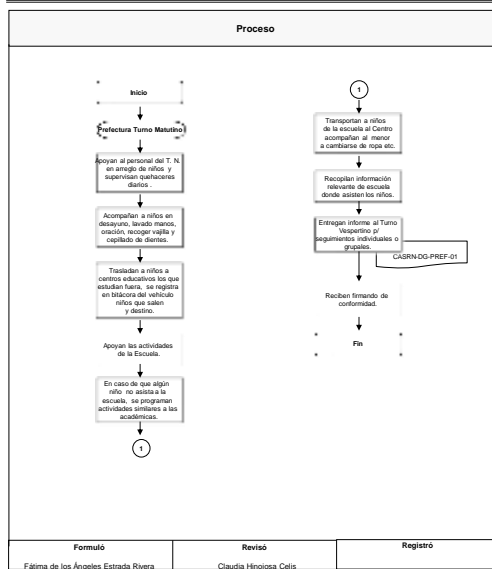 Proceso
Inicio
Prefectura Turno Matutino
Apoyan al personal del T. N.
en arreglo de niños y
supervisan quehaceres
diarios .
Acompañan a niños en
desayuno, lavado manos,
oración, recoger vajilla y
cepillado de dientes.
Trasladan a niños a
centros educativos los que
estudian fuera, se registra
en bitácora del vehículo
niños que salen
y destino.
Apoyan las actividades
de la Escuela.
En caso de que algún
niño no asista a la
escuela, se programan
actividades similares a las
académicas.
1
1
Transportan a niños
de la escuela al Centro
acompañan al menor
a cambiarse de ropa etc.
Recopilan información
relevante de escuela
donde asisten los niños.
Entregan informe al Turno
Vespertino p/
seguimientos individuales o
grupales.
CASRN-DG-PREF-01
Reciben firmando de
conformidad.
Fin
Formuló
Revisó
Registró
Fátima de los Ángeles Estrada Rivera
Claudia Hinojosa Celis